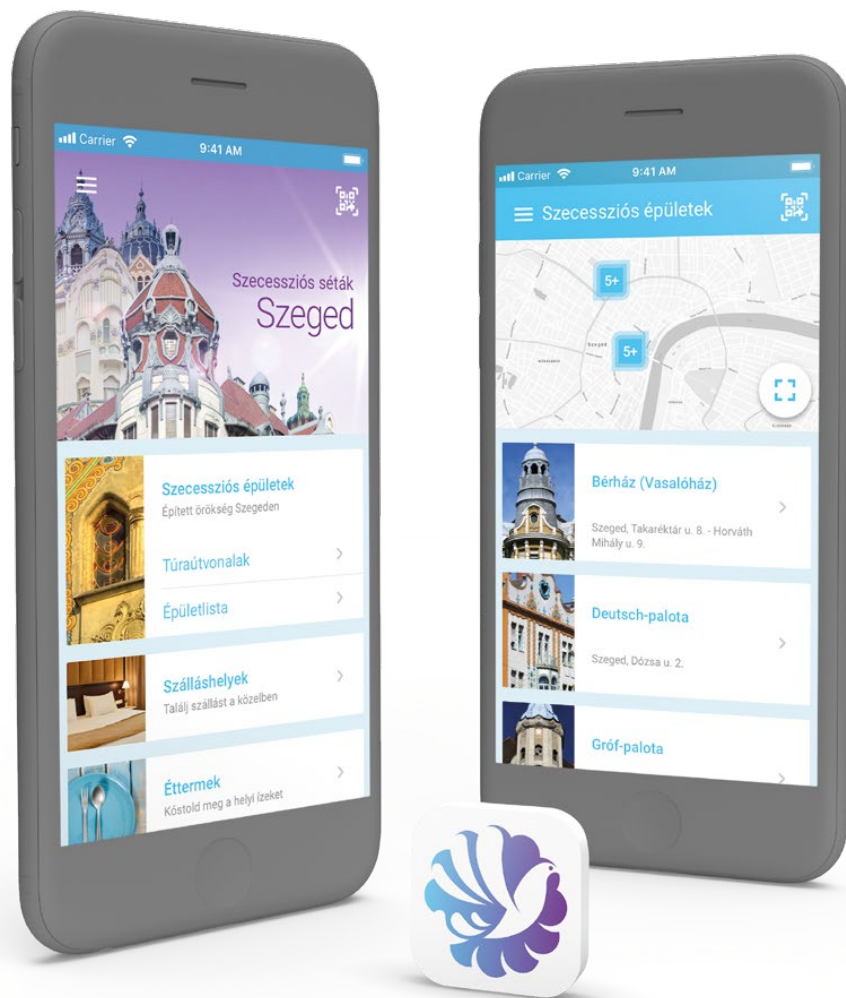 Carrier
9:41 AM
Szecessziós séták
Szeged
Szecessziós épületek
Épített örökség Szegeden
Túraútvonalak
Épületlista
Szálláshelyek
Találj szállást a közelben
Éttermek
Kóstold meg a helyi ízeket
Carrier
9:41 AM
Szecessziós épületek
5+
Szeged
5+
Bérház (Vasalóház)
Szeged, Takaréktár u. 8. - Horváth
Mihály u. 9.
Deutsch-palota
Szeged, Dózsa u. 2.
Gróf-palota